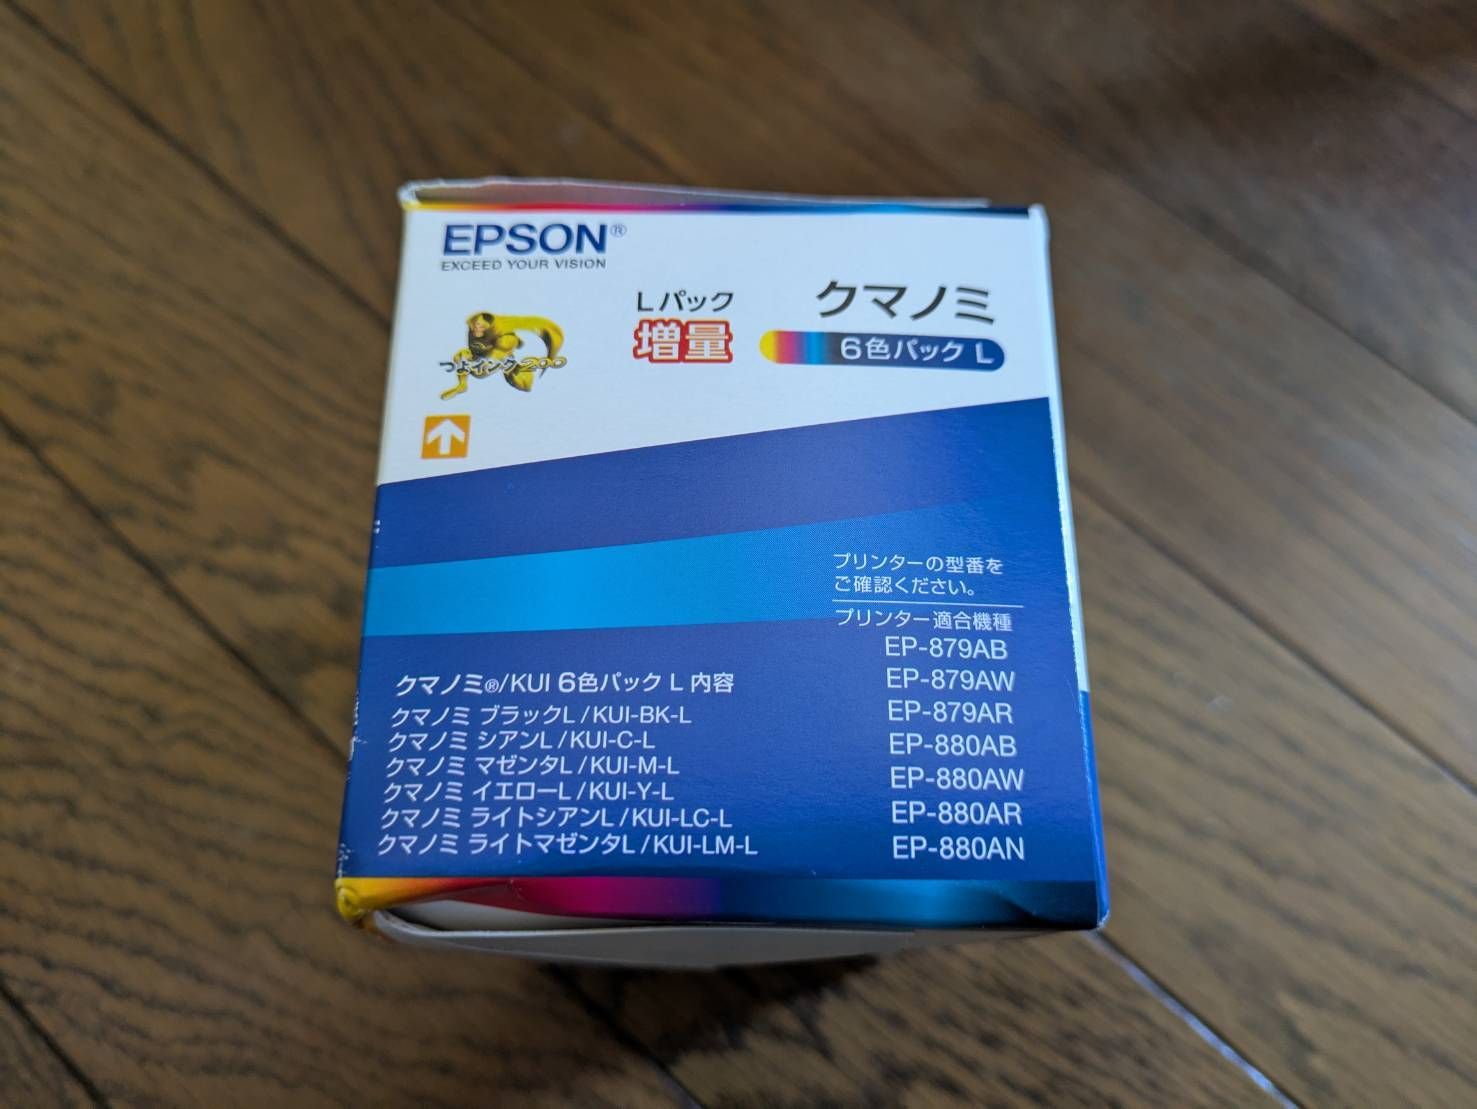 EPSON®
EXCEED YOUR VISION
つよインク200
Lパック
増量
クマノミ
6色パック L
プリンターの型番を
ご確認ください。
プリンター適合機種
EP-879AB
EP-879AW
EP-879AR
EP-880AB
EP-880AW
EP-880AR
EP-880AN
クマノミ®/KUI 6色パック L 内容
クマノミ ブラックL/KUI-BK-L
クマノミ シアンL/KUI-C-L
クマノミ マゼンタL/KUI-M-L
クマノミ イエローL/KUI-Y-L
クマノミ ライトシアンL/KUI-LC-L
クマノミ ライトマゼンタL/KUI-LM-L